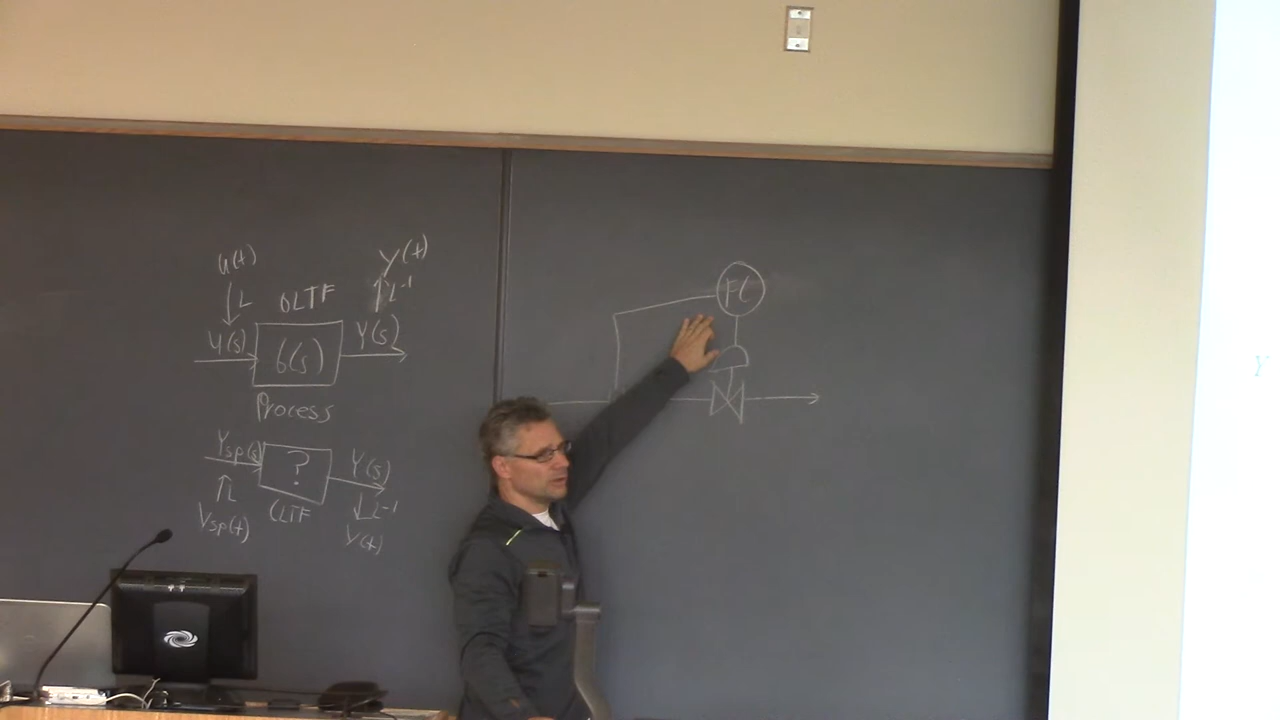 u(t)
L
OLTF
y(t)
L-1
U(s)
G(s)
Y(s)
Process
Ysp(s)
?
Y(s)
L
CLTF
L-1
Ysp(t)
y(t)
FC
Y